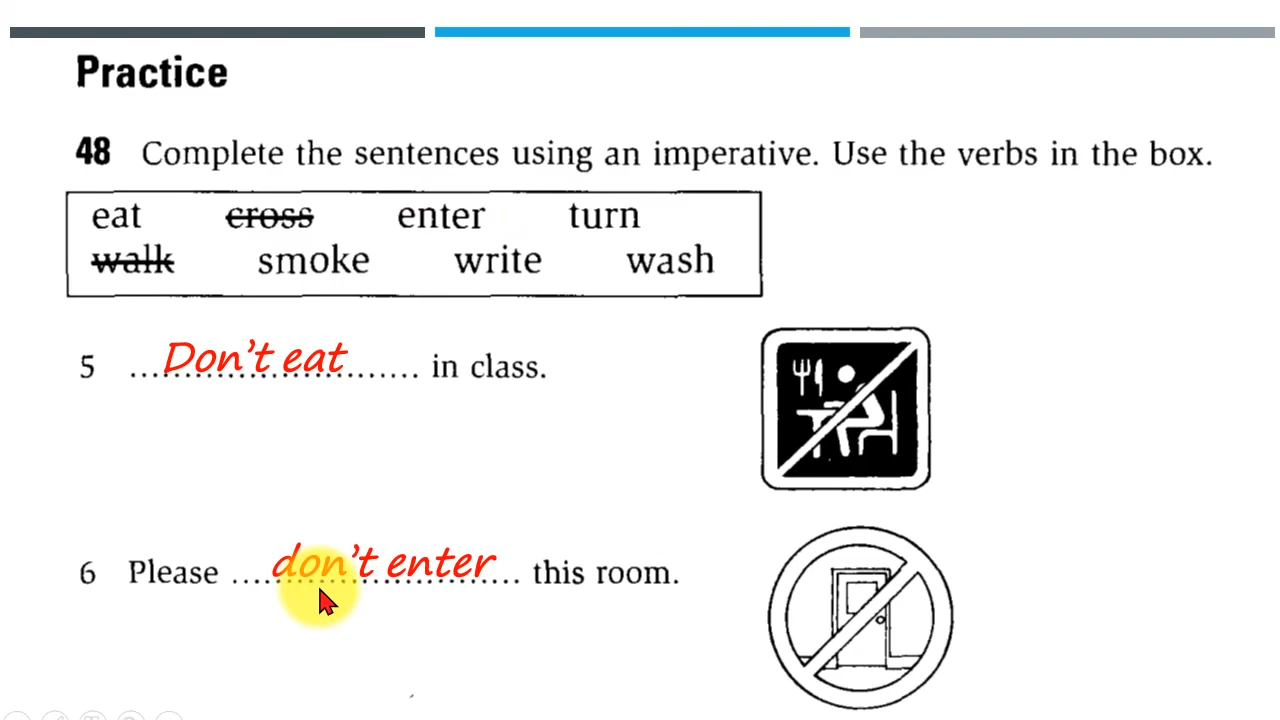 Practice
48 Complete the sentences using an imperative. Use the verbs in the box.
eat cross enter turn
walk smoke write wash
5 ...Don't eat........ in class.
6 Please ...don't enter... this room.